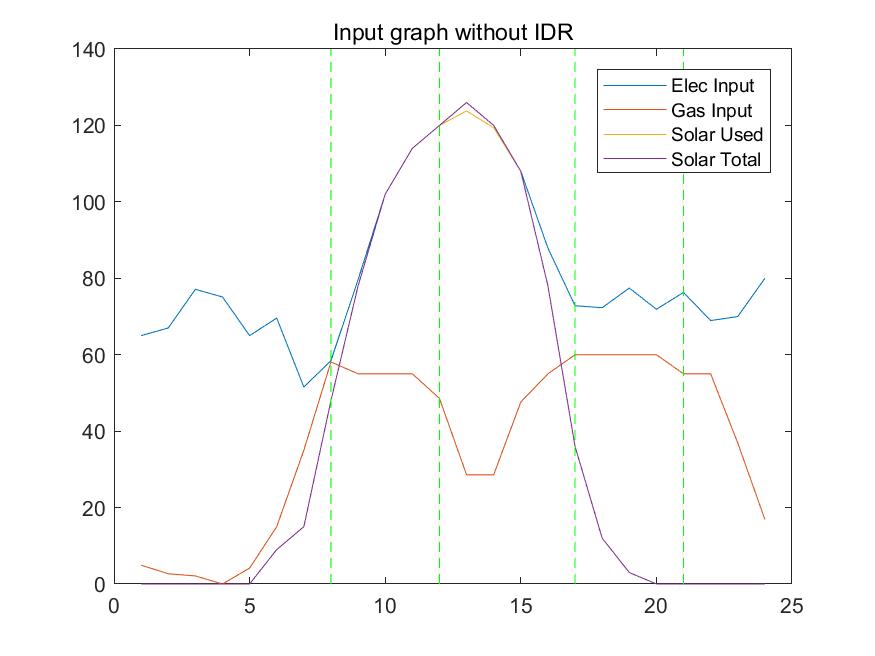 Input graph without IDR
140
120
100
80
60
40
20
0
Elec Input
Gas Input
Solar Used
Solar Total
0 5 10 15 20 25